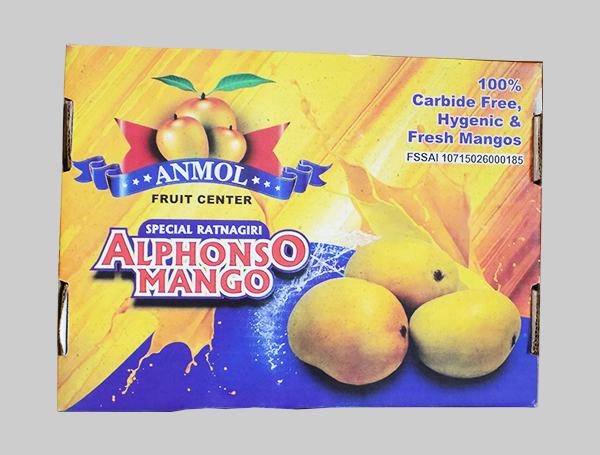 ANMOL
FRUIT CENTER
SPECIAL RATNAGIRI
ALPHONSO
MANGO
100%
Carbide Free,
Hygenic &
Fresh Mangos
FSSAI 10715026000185